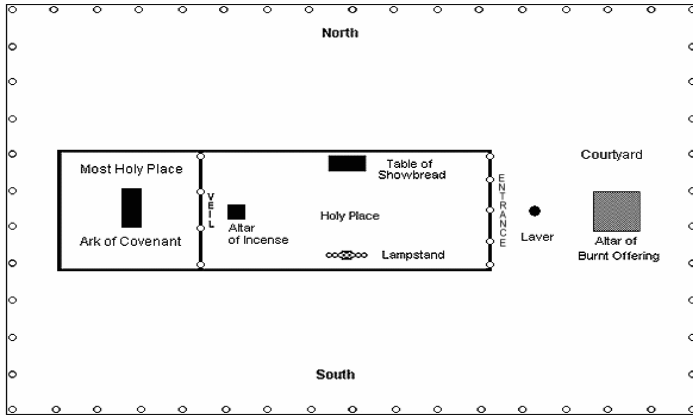 North
Courtyard
Most Holy Place
Table of
Showbread
VEIL
ENTRANCE
Holy Place
Altar
of Incense
Ark of Covenant
Laver
Altar of
Burnt Offering
Lampstand
South